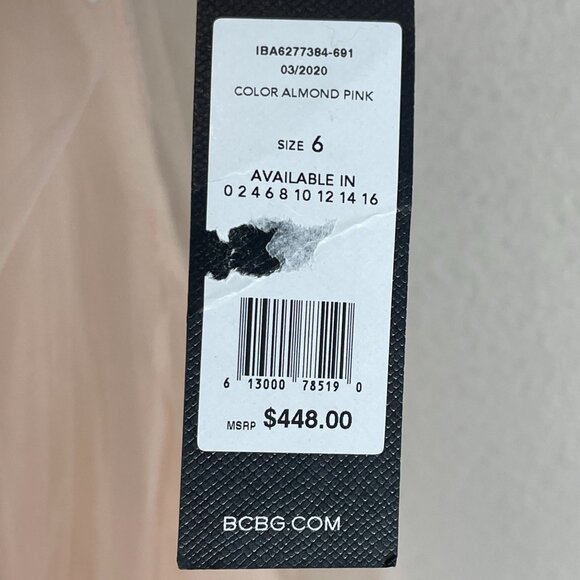 IBA6277384-691
03/2020
COLOR ALMOND PINK
SIZE 6
AVAILABLE IN
0 2 4 6 8 10 12 14 16
6 13000 78519 0
MSRP $448.00
BCBG.COM